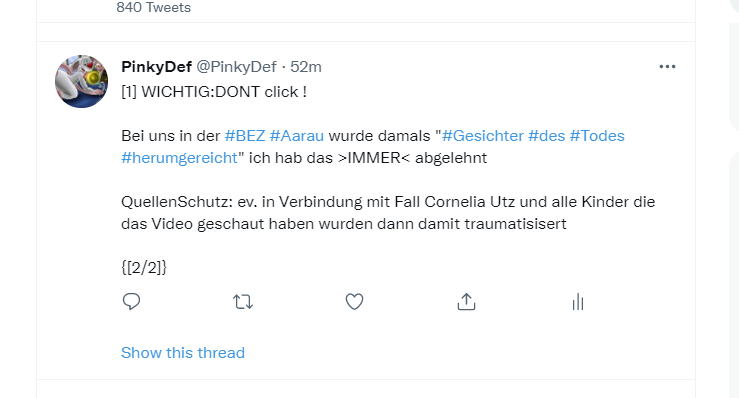 840 Tweets
PinkyDef @PinkyDef · 52m
[1] WICHTIG:DONT click !
Bei uns in der #BEZ #Aarau wurde damals "#Gesichter #des #Todes
#herumgereicht" ich hab das >IMMER< abgelehnt
QuellenSchutz: ev. in Verbindung mit Fall Cornelia Utz und alle Kinder die
das Video geschaut haben wurden dann damit traumatisisert
{[2/2]}
Show this thread